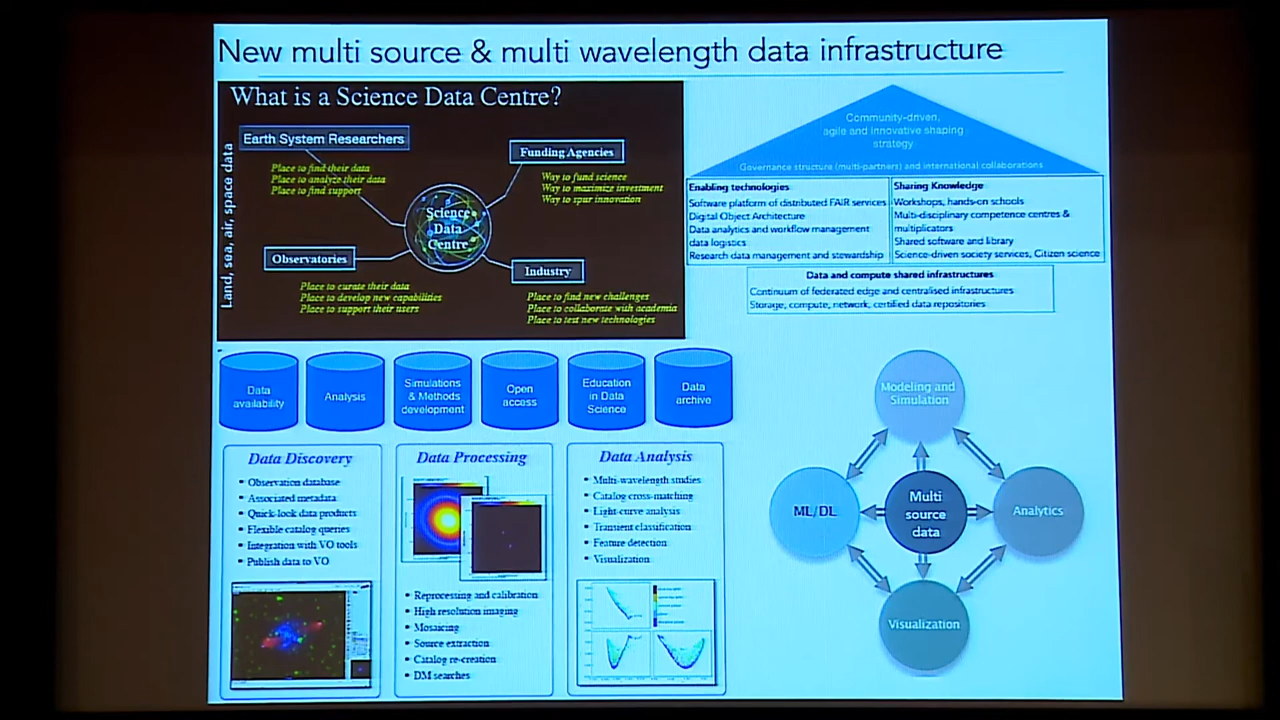 New multi source & multi wavelength data infrastructure
What is a Science Data Centre?
Land, sea, air, space data
Earth System Researchers
Place to find their data
Place to analyze their data
Place to find support
Funding Agencies
Way to fund science
Way to maximize investment
Way to spur innovation
Science
Data
Centre
Observatories
Place to curate their data
Place to develop new capabilities
Place to support their users
Industry
Place to find new challenges
Place to collaborate with academia
Place to test new technologies
Community-driven,
agile and innovative shaping
strategy
Governance structure (multi-partners) and international collaborations
Enabling technologies
Software platform of distributed FAIR services
Digital Object Architecture
Data analytics and workflow management
data logistics
Research data management and stewardship
Sharing Knowledge
Workshops, hands-on schools
Multi-disciplinary competence centres &
multiplicators
Shared software and library
Science-driven society services, Citizen science
Data and compute shared infrastructures
Continuum of federated edge and centralised infrastructures
Storage, compute, network, certified data repositories
Data
availability
Analysis
Simulations
& Methods
development
Open
access
Education
in Data
Science
Data
archive
Data Discovery
• Observation database
• Associated metadata
• Quick-look data products
• Flexible catalog queries
• Integration with VO tools
• Publish data to VO
Data Processing
• Reprocessing and calibration
• High resolution imaging
• Mosaicing
• Source extraction
• Catalog re-creation
• DM searches
Data Analysis
• Multi-wavelength studies
• Catalog cross-matching
• Light-curve analysis
• Transient classification
• Feature detection
• Visualization
Modeling and
Simulation
ML/DL
Multi
source
data
Analytics
Visualization